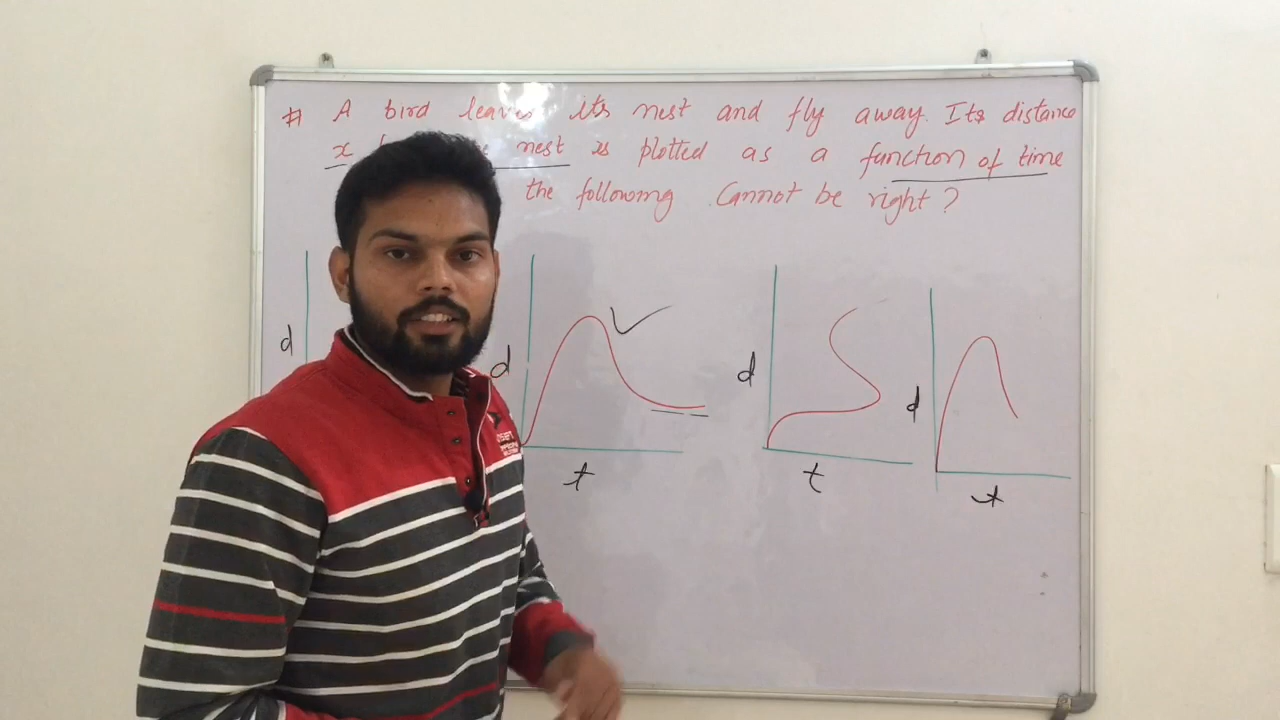 # A bird its nest and fly away. Its distance
x nest is plotted as a function of time
the following Cannot be right ?
d d d d
t t t